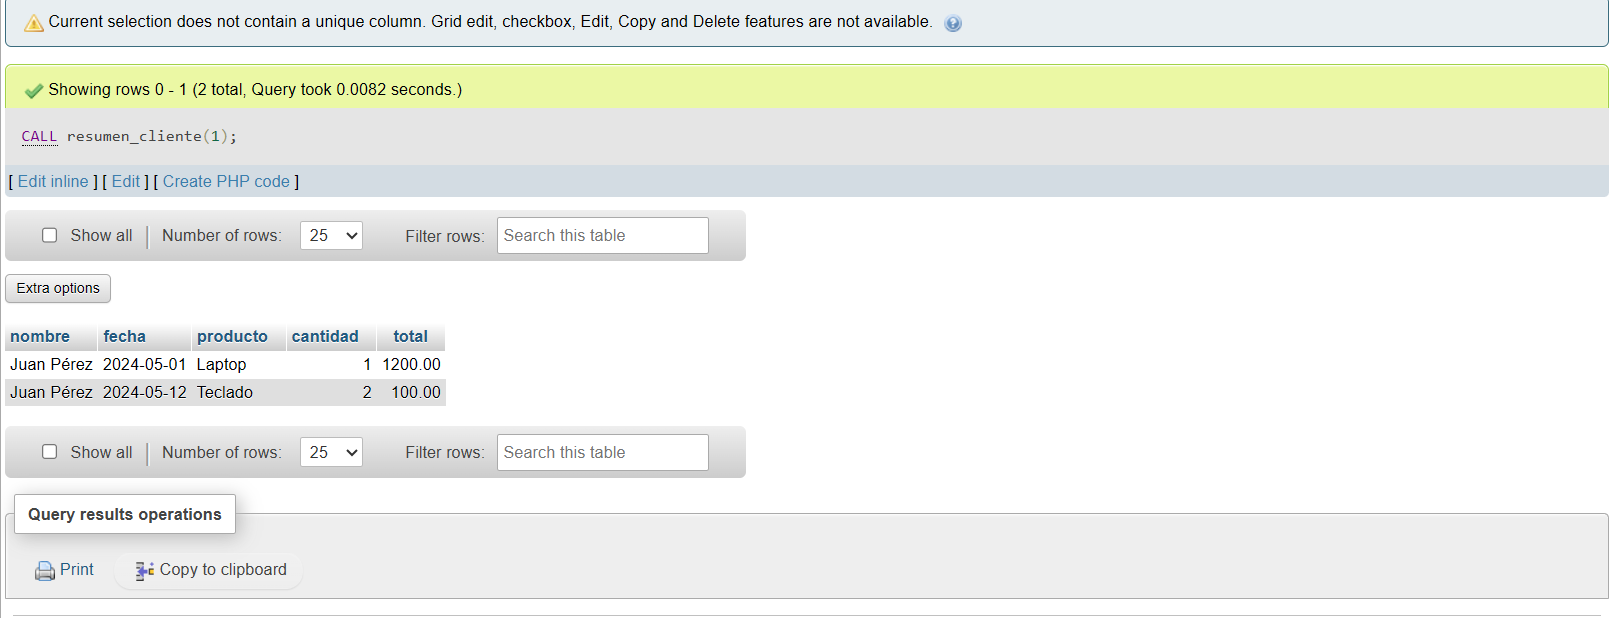 Current selection does not contain a unique column. Grid edit, checkbox, Edit, Copy and Delete features are not available.
Showing rows 0 - 1 (2 total, Query took 0.0082 seconds.)
CALL resumen_cliente(1);
[ Edit inline ] [ Edit ] [ Create PHP code ]
Show all Number of rows: 25 Filter rows: Search this table
Extra options
nombre fecha producto cantidad total
Juan Pérez 2024-05-01 Laptop 1 1200.00
Juan Pérez 2024-05-12 Teclado 2 100.00
Show all Number of rows: 25 Filter rows: Search this table
Query results operations
Print Copy to clipboard